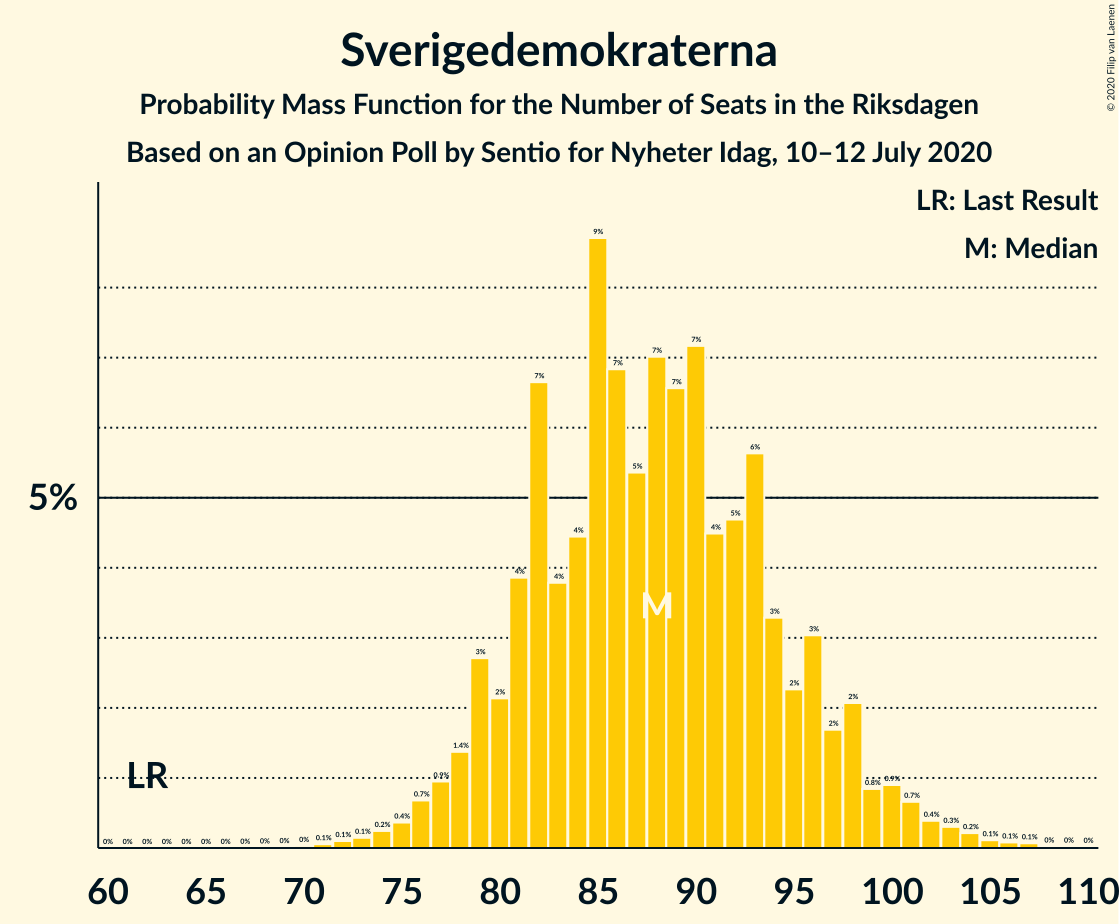 Sverigedemokraterna
Probability Mass Function for the Number of Seats in the Riksdagen
Based on an Opinion Poll by Sentio for Nyheter Idag, 10–12 July 2020
© 2020 Filip van Laenen
LR: Last Result
M: Median
5%
LR
M
0% 0% 0% 0% 0% 0% 0% 0% 0% 0% 0% 0.1% 0.1% 0.1% 0.2% 0.4% 0.7% 0.9% 1.4% 3% 2% 4% 7% 4% 4% 9% 7% 5% 7% 7% 7% 4% 5% 6% 3% 2% 3% 2% 2% 0.8% 0.9% 0.7% 0.4% 0.3% 0.2% 0.1% 0.1% 0.1% 0% 0% 0%
60 65 70 75 80 85 90 95 100 105 110